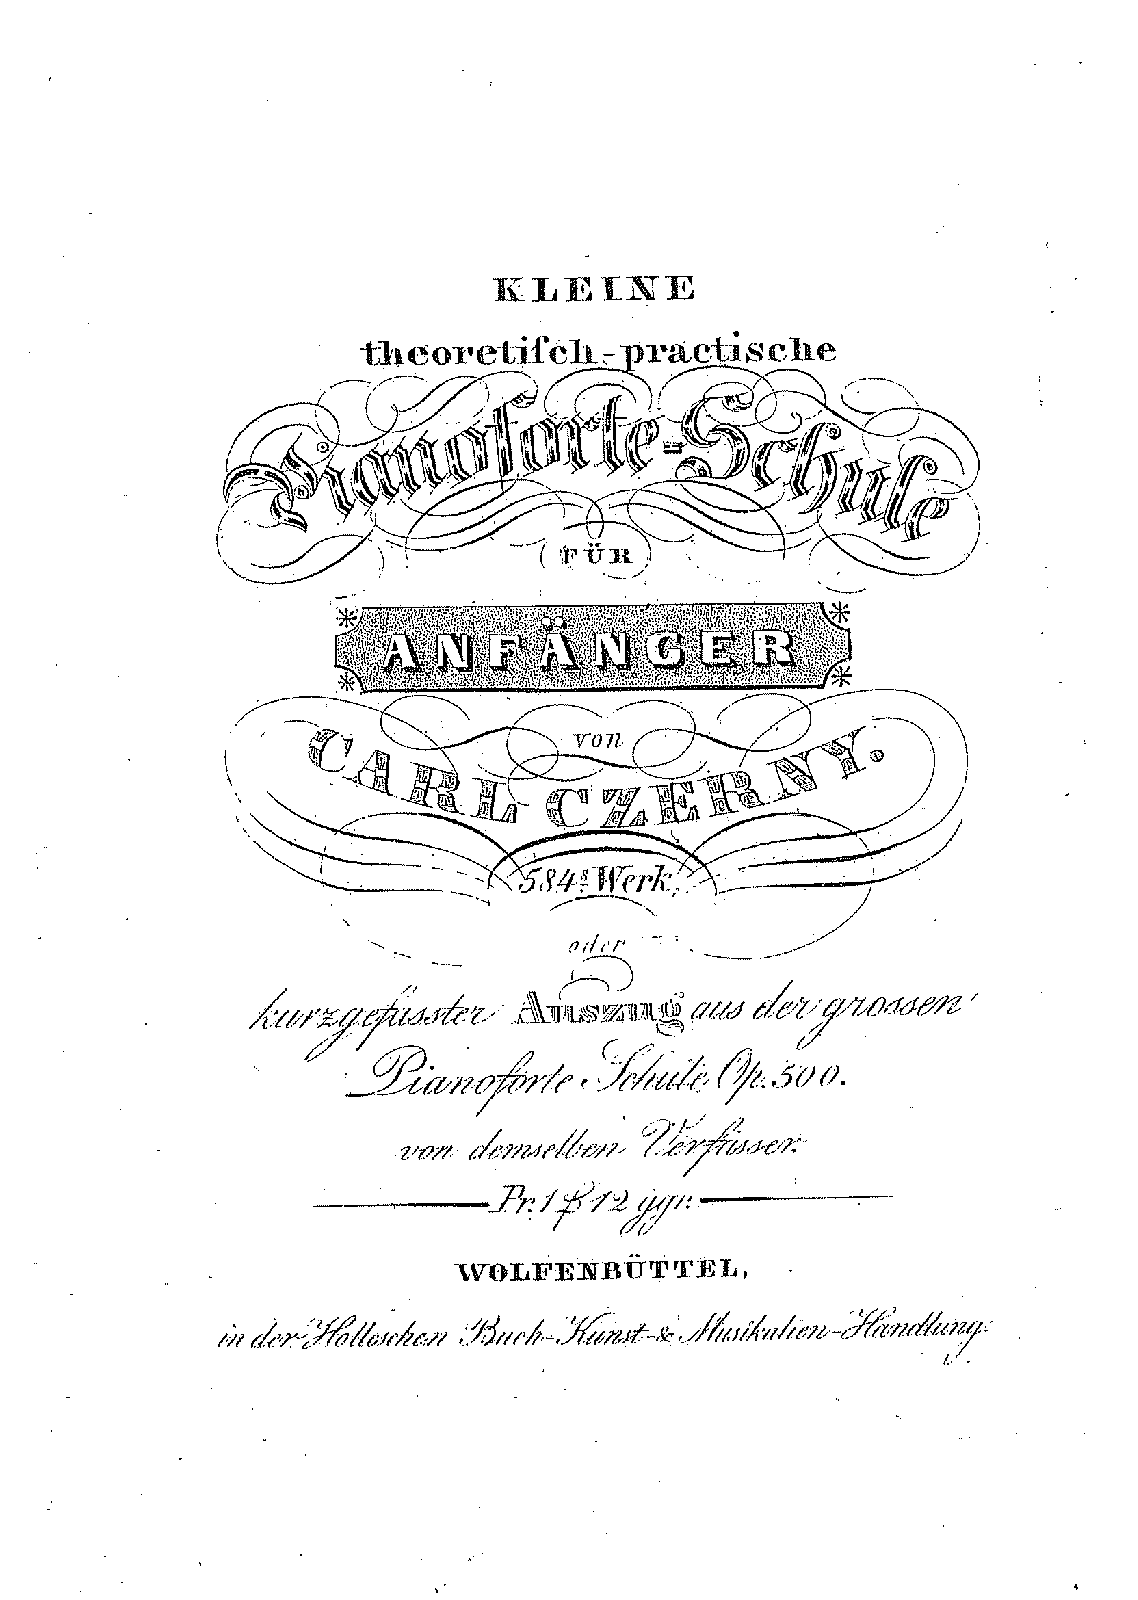 KLEINE
theoretiſch-practische
Pianoforte=Schule
FÜR
ANFÄNGER
von
CARL CZERNY.
584s Werk,
oder
kurzgefasster Auszug aus der grossen
Pianoforte-Schule, Op. 500.
von demselben Verfasser.
Pr. 1 12 ggr.
WOLFENBÜTTEL,
in der Holleschen Buch-Kunst-& Musikalien-Handlung.